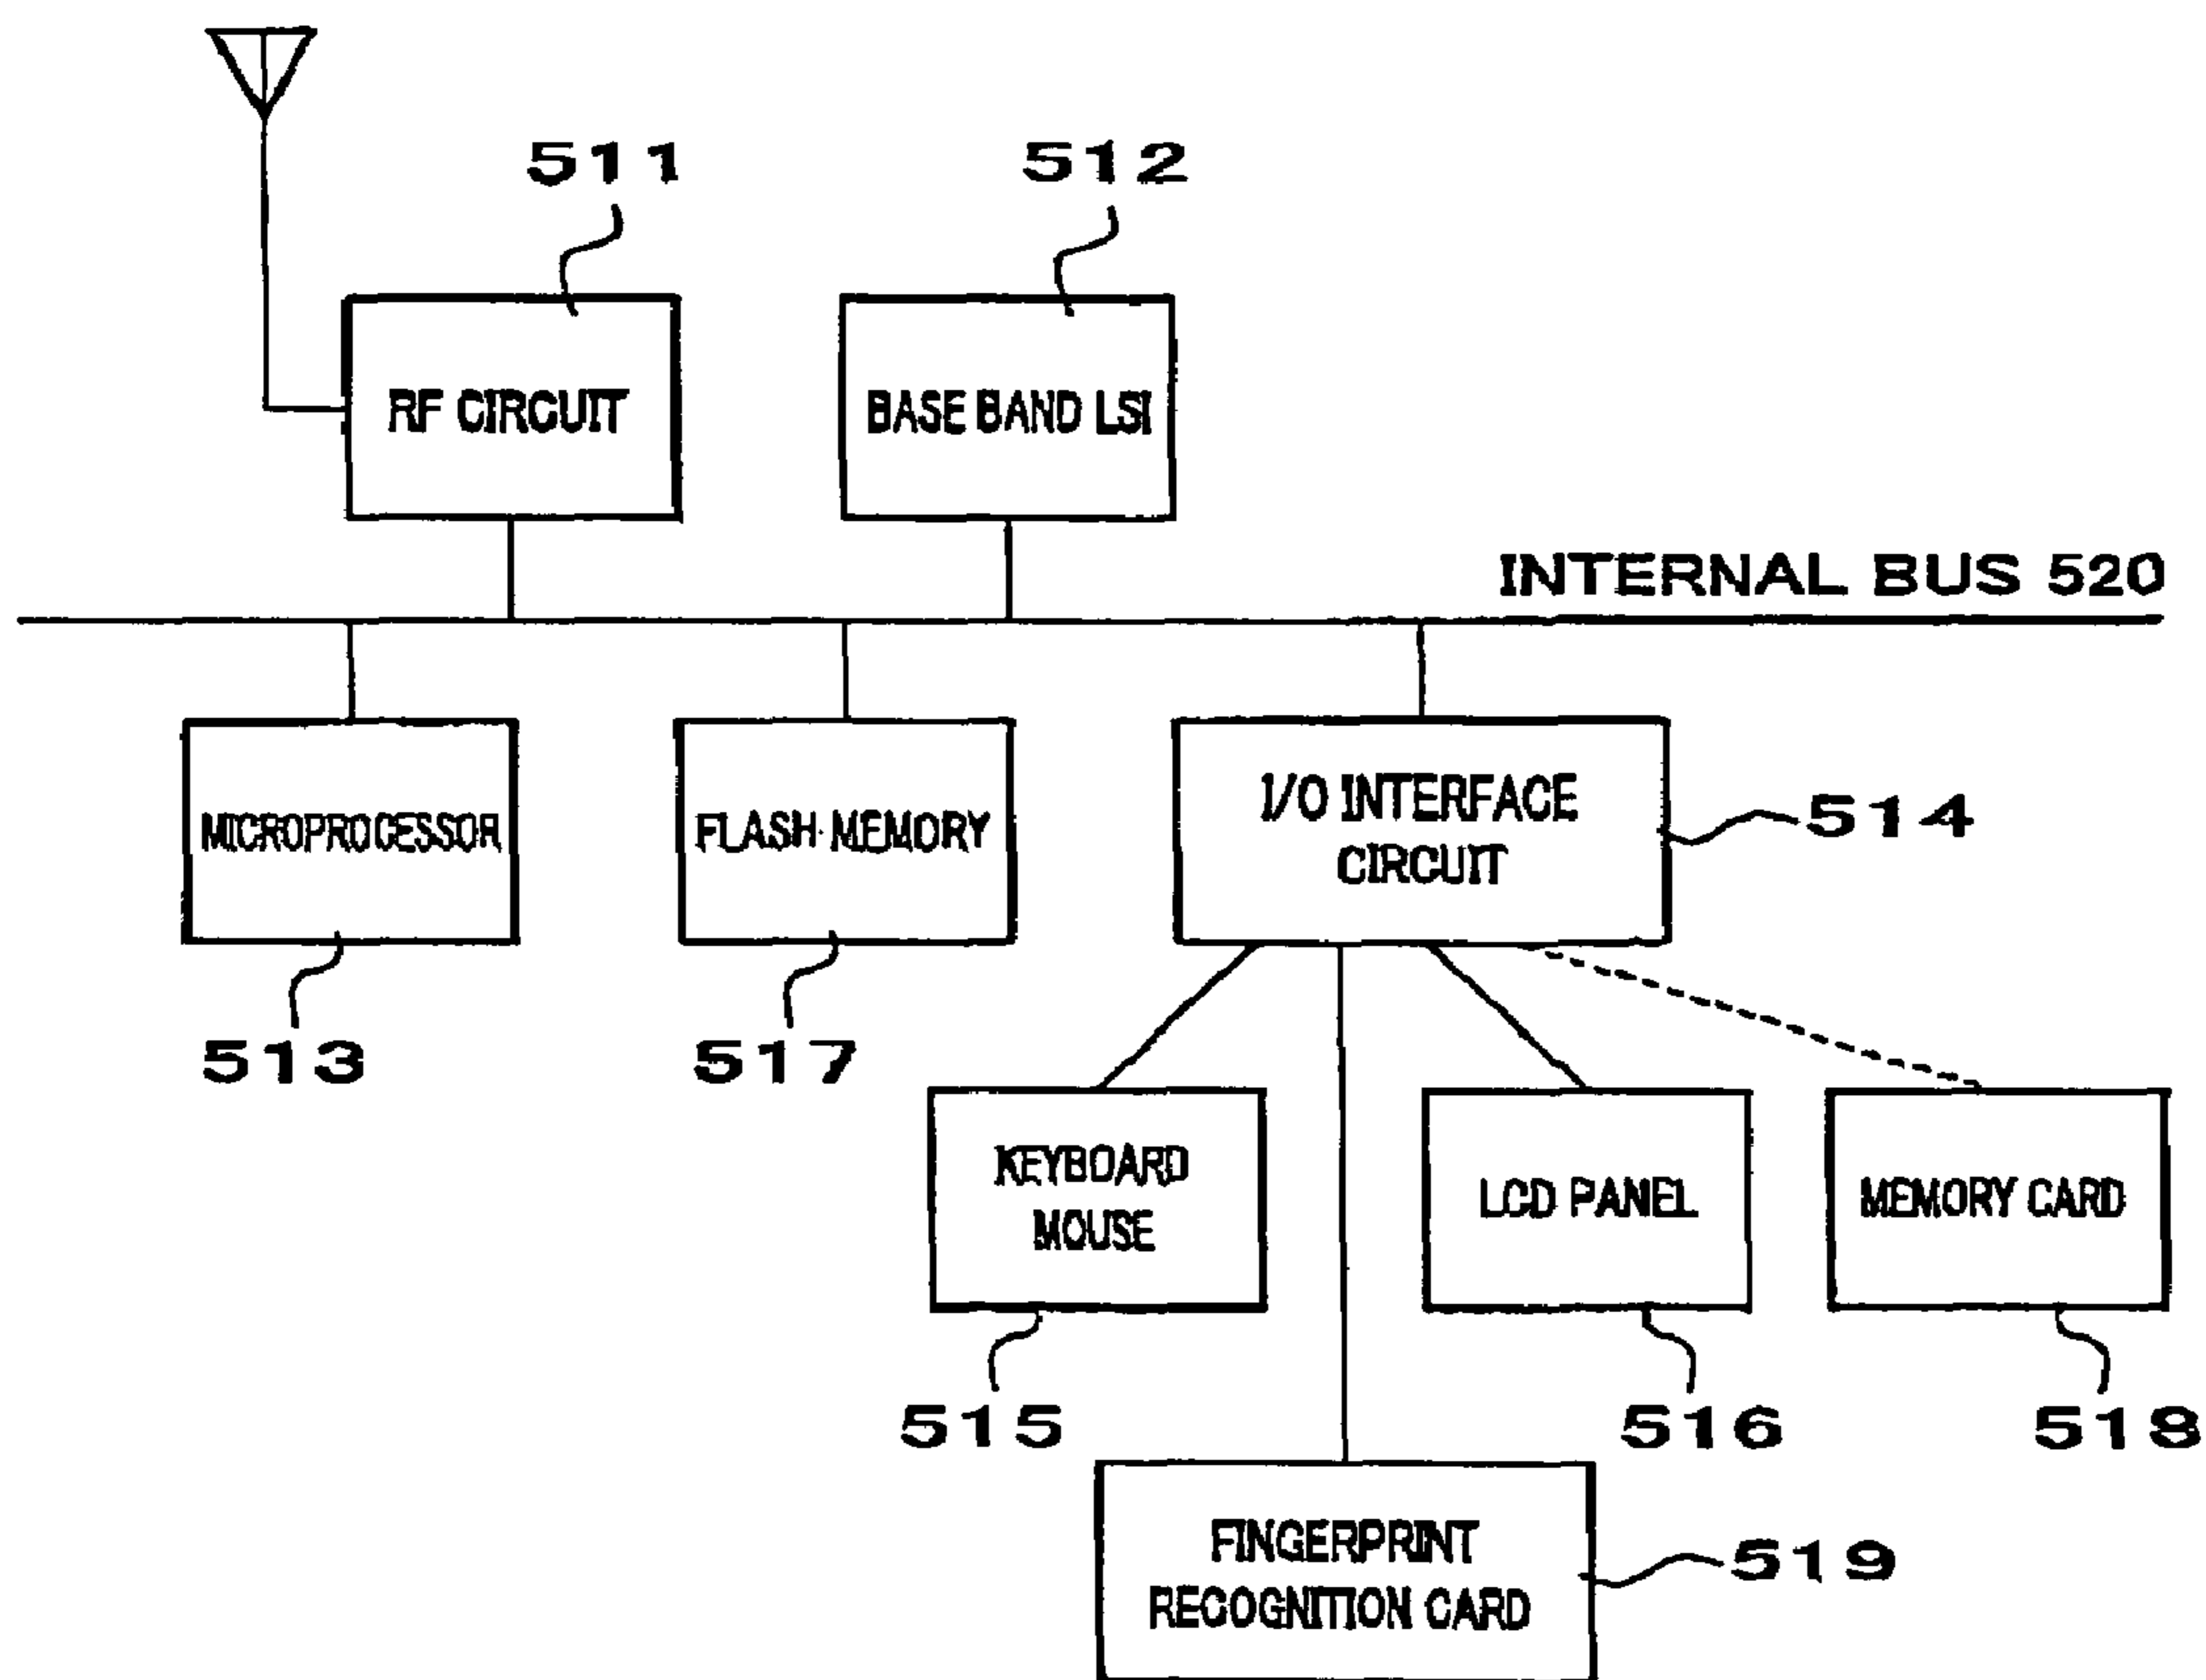 511
512
RF CIRCUIT
BASE BAND LSI
INTERNAL BUS 520
MICROPROCESSOR
FLASH MEMORY
I/O INTERFACE
CIRCUIT
514
513
517
KEYBOARD
MOUSE
LCD PANEL
MEMORY CARD
515
516
518
FINGERPRINT
RECOGNITION CARD
519